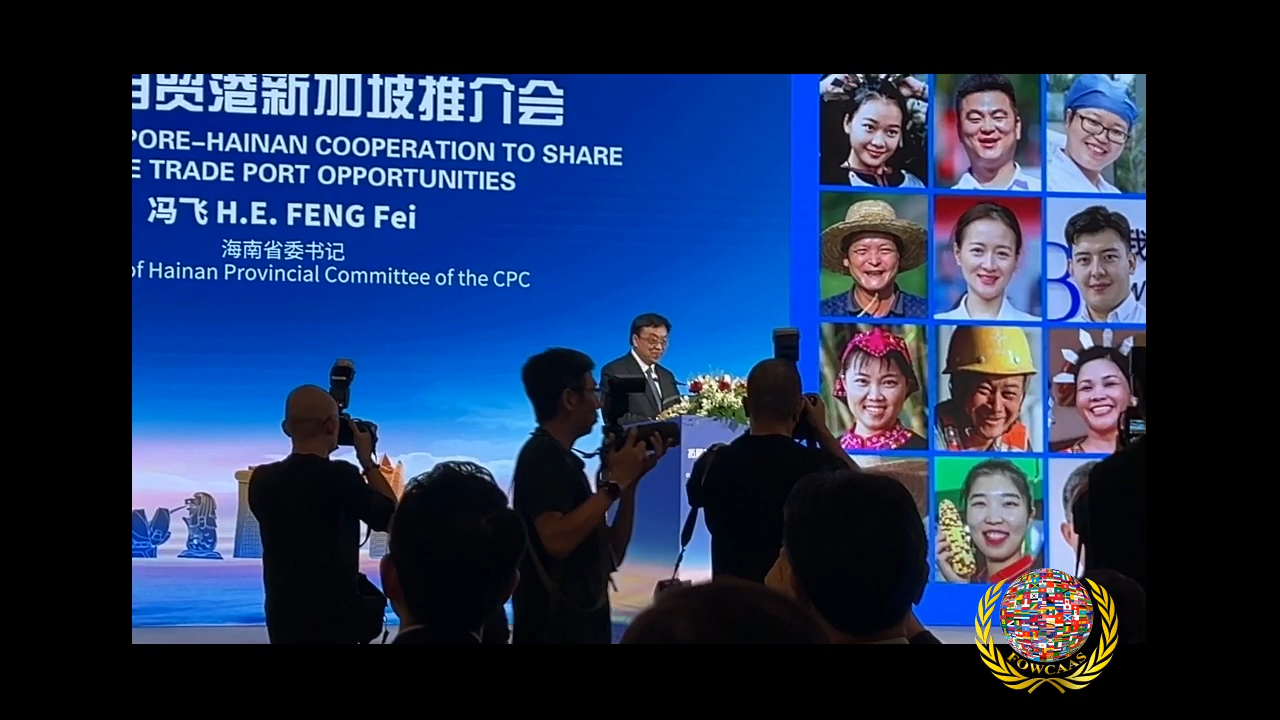 自贸港新加坡推介会
PORE–HAINAN COOPERATION TO SHARE
E TRADE PORT OPPORTUNITIES
冯飞 H.E. FENG Fei
海南省委书记
of Hainan Provincial Committee of the CPC
B
FOWCAAS